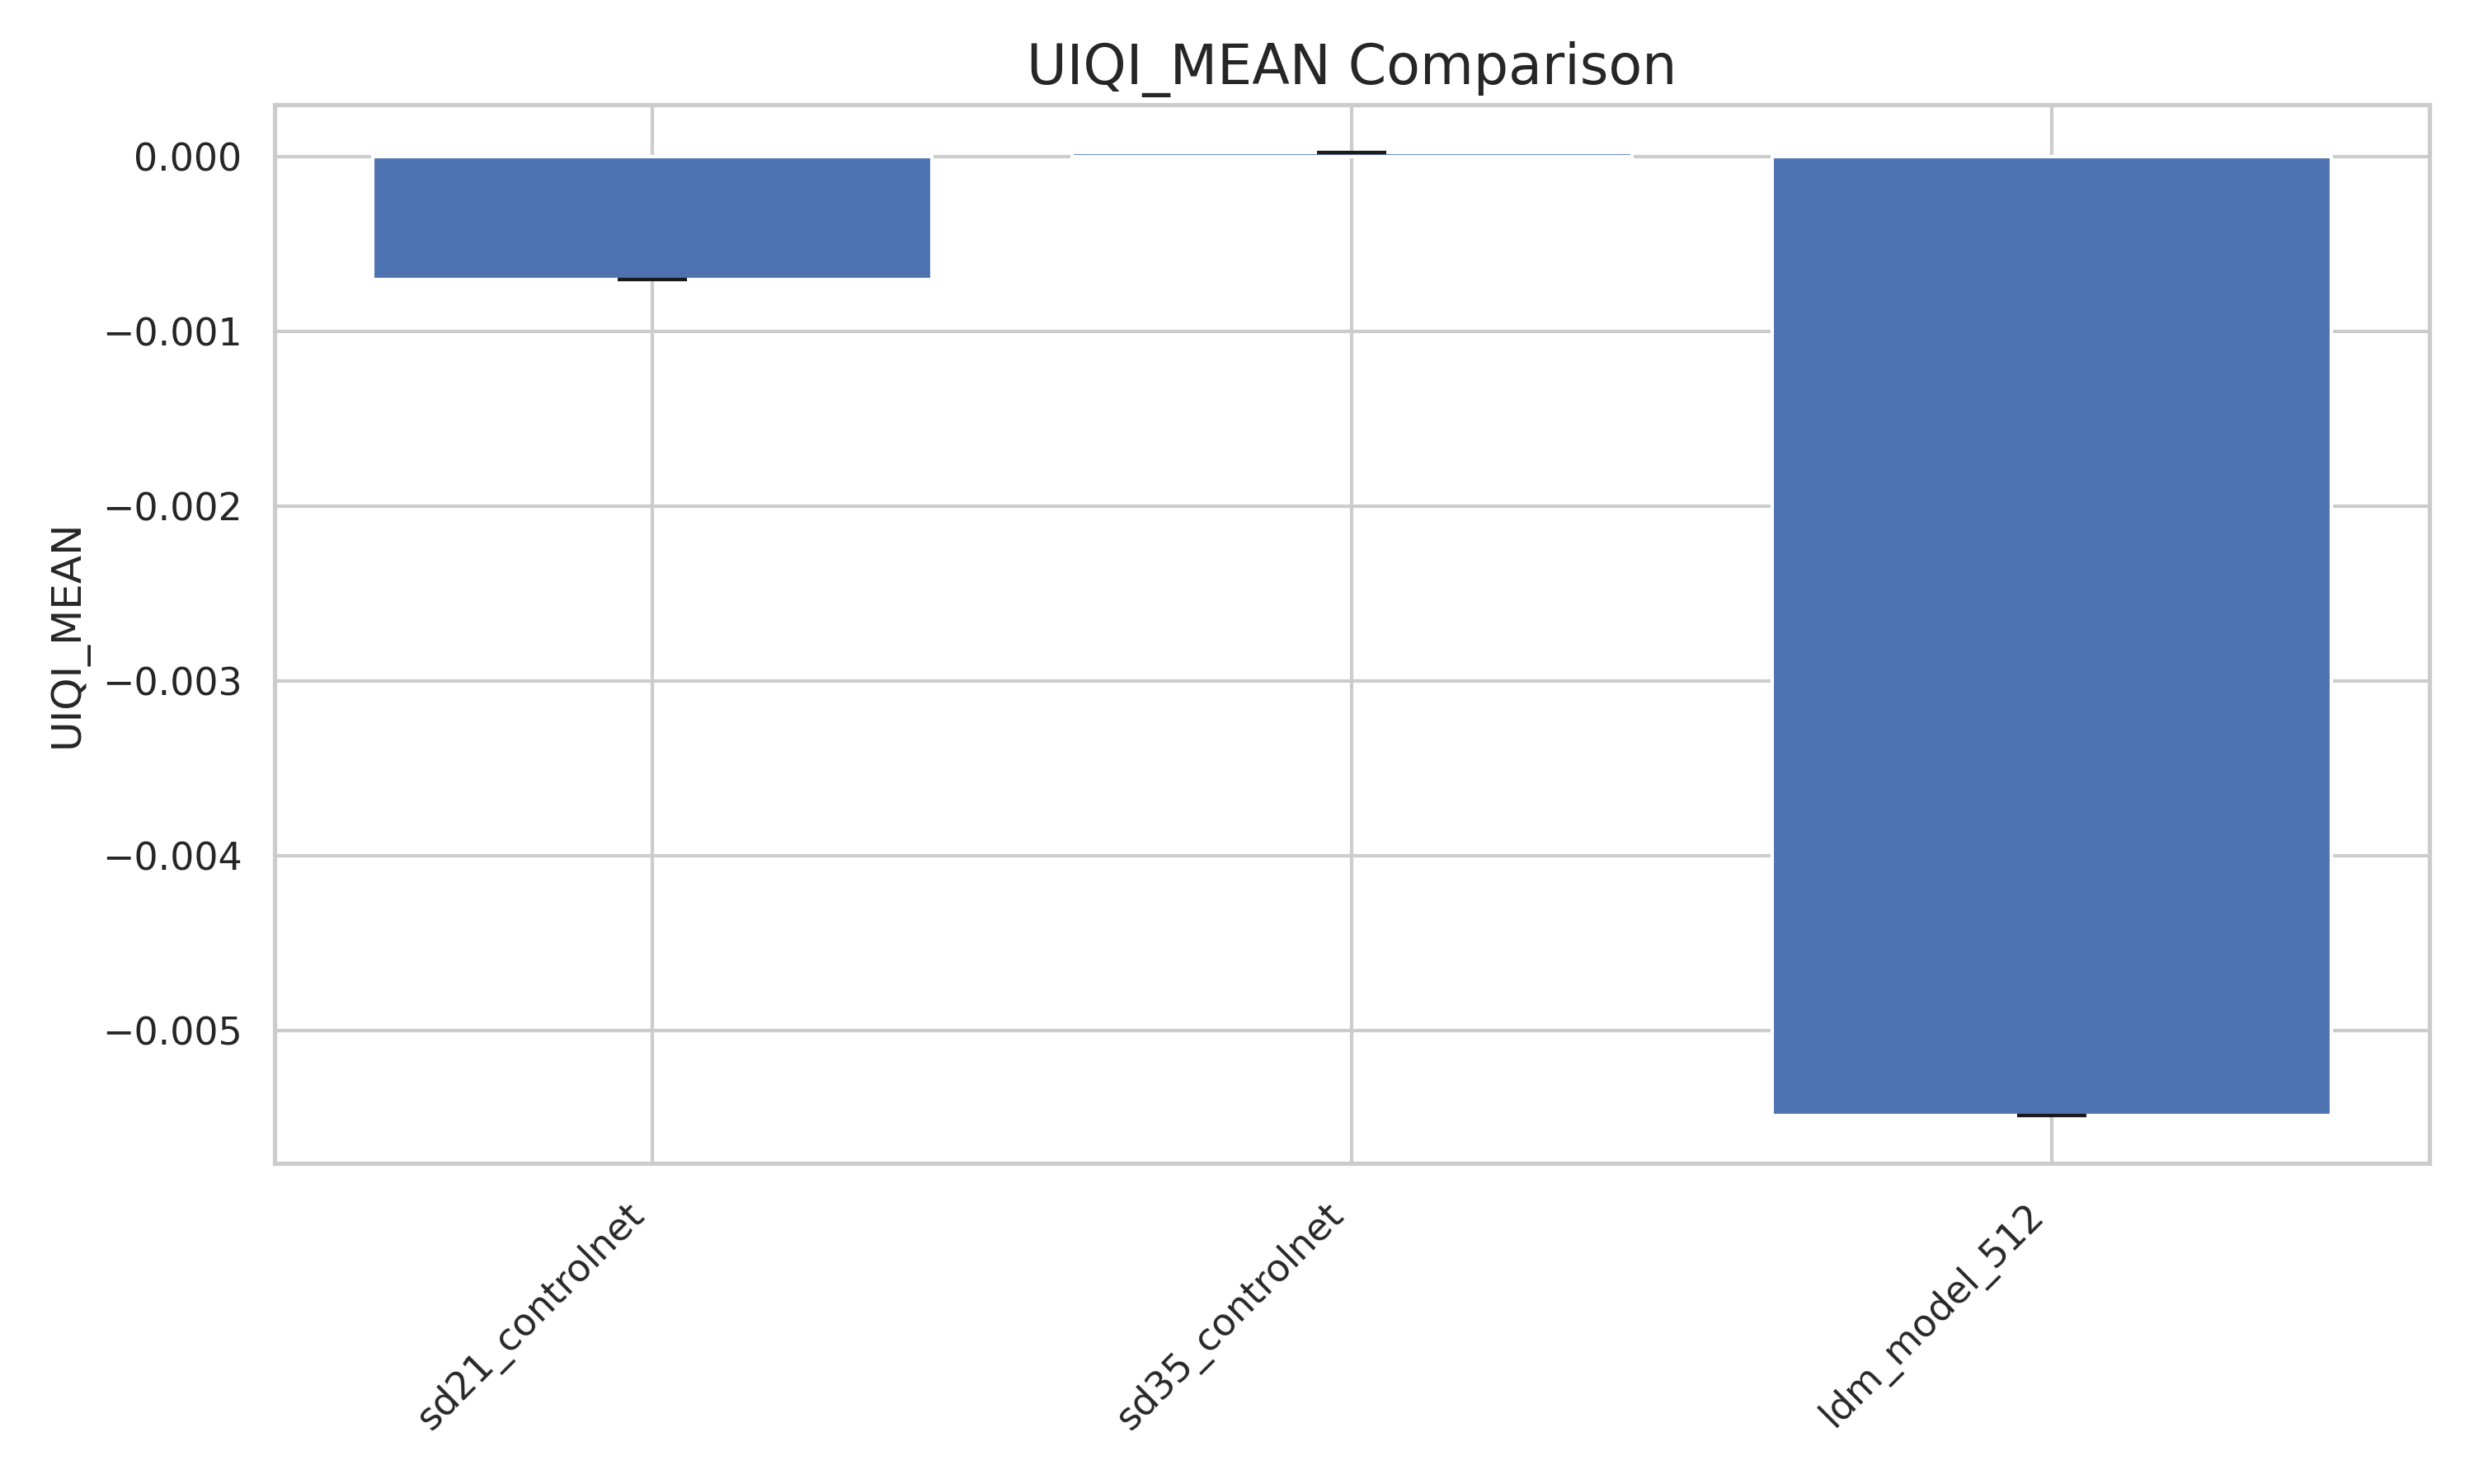 UIQI_MEAN Comparison
UIQI_MEAN
0.000
−0.001
−0.002
−0.003
−0.004
−0.005
sd21_controlnet
sd35_controlnet
ldm_model_512